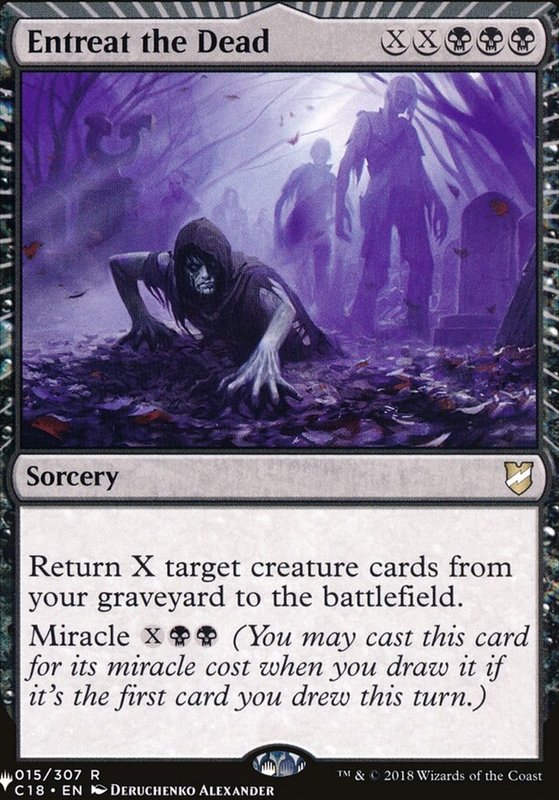 Entreat the Dead XX
Sorcery
Return X target creature cards from
your graveyard to the battlefield.
Miracle X (You may cast this card
for its miracle cost when you draw it if
it's the first card you drew this turn.)
015/307 R
C18 • EN DERUCHENKO ALEXANDER
™ & © 2018 Wizards of the Coast